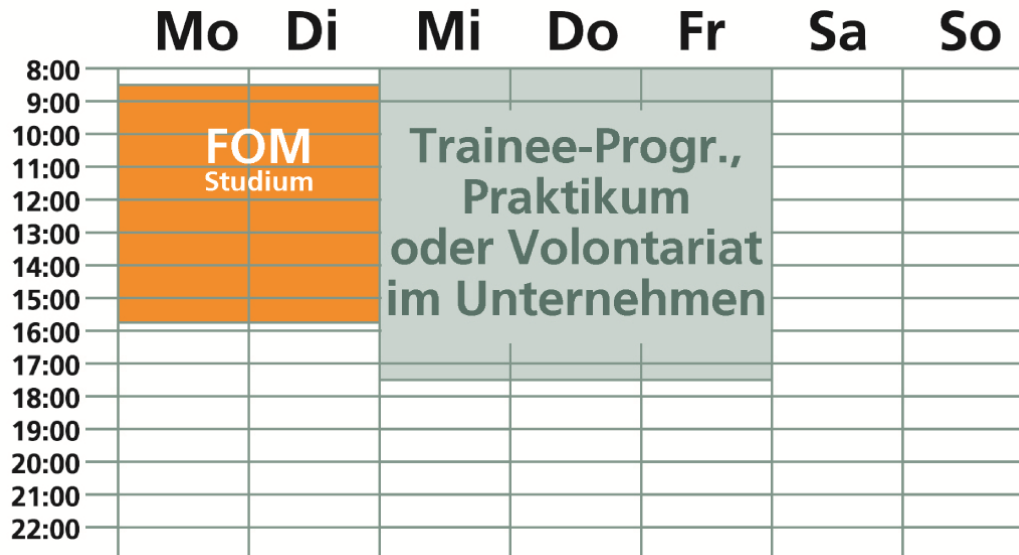 Mo Di Mi Do Fr Sa So
8:00
9:00
10:00
11:00
12:00
13:00
14:00
15:00
16:00
17:00
18:00
19:00
20:00
21:00
22:00
FOM
Studium
Trainee-Progr.,
Praktikum
oder Volontariat
im Unternehmen